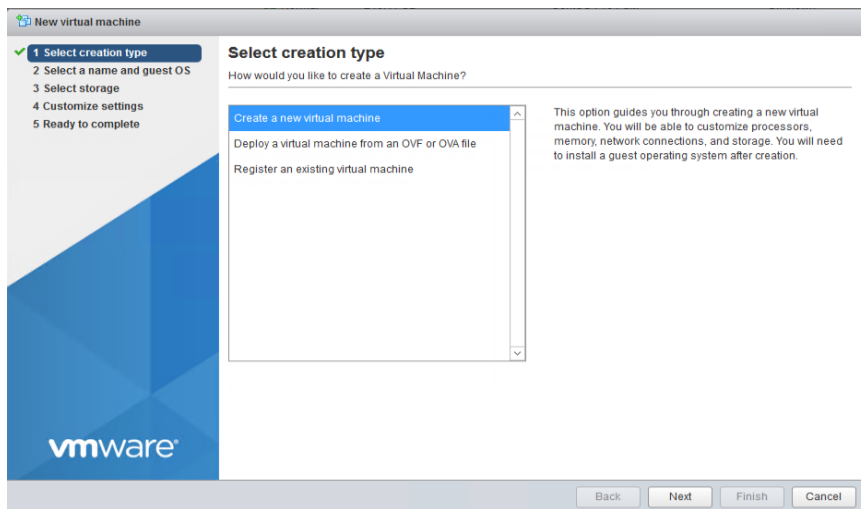 New virtual machine
1 Select creation type
2 Select a name and guest OS
3 Select storage
4 Customize settings
5 Ready to complete
Select creation type
How would you like to create a Virtual Machine?
Create a new virtual machine
Deploy a virtual machine from an OVF or OVA file
Register an existing virtual machine
This option guides you through creating a new virtual
machine. You will be able to customize processors,
memory, network connections, and storage. You will need
to install a guest operating system after creation.
vmware®
Back Next Finish Cancel